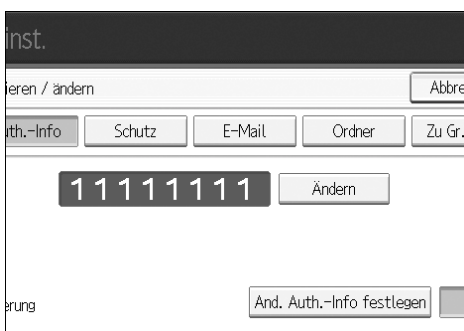 inst.
ieren / ändern Abbre
uth.-Info Schutz E-Mail Ordner Zu Gr.
11111111 Ändern
erung And. Auth.-Info festlegen